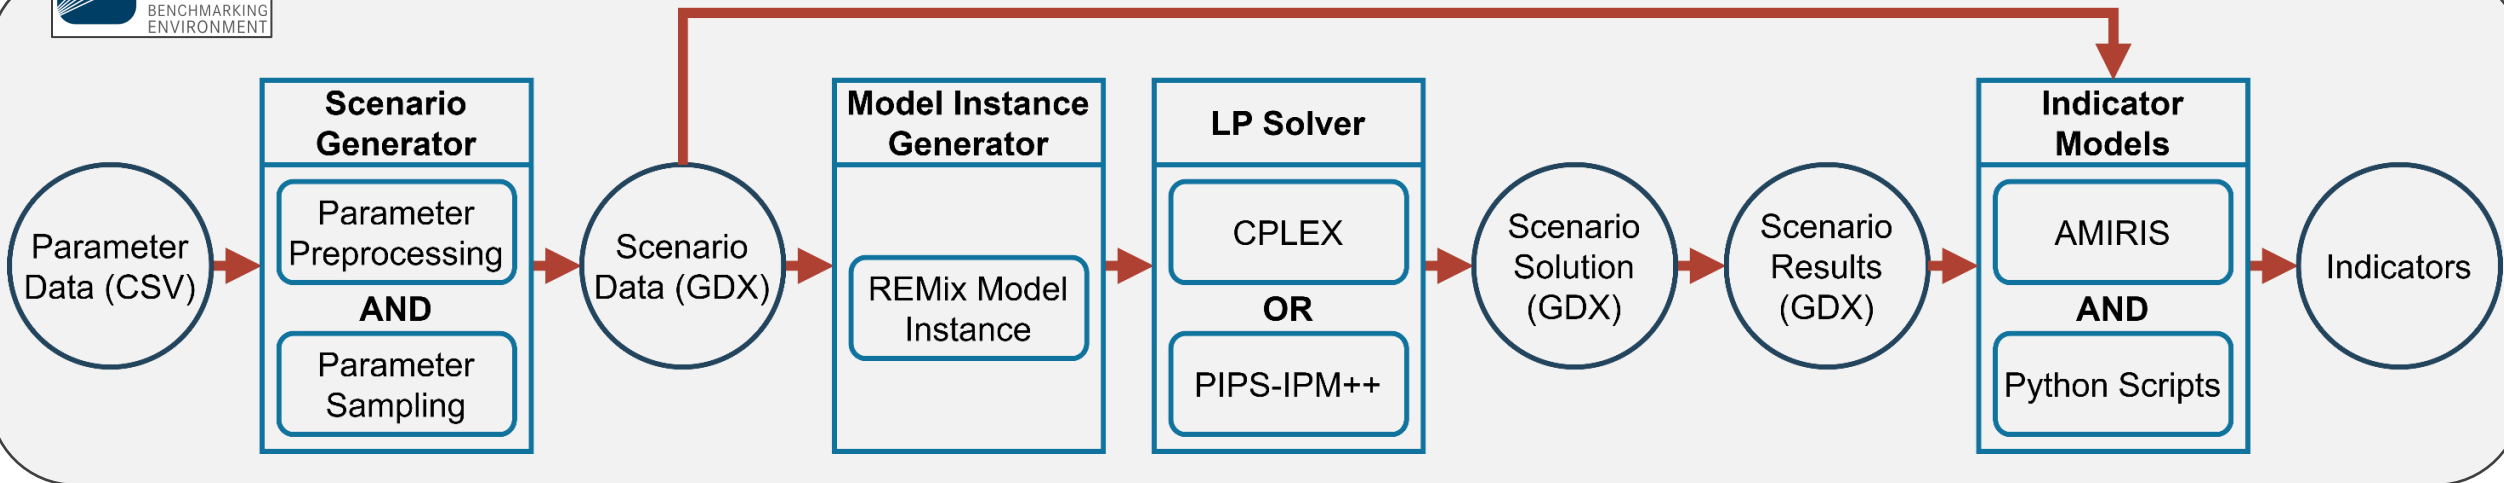 BENCHMARKING
ENVIRONMENT
Parameter
Data (CSV)
Scenario
Generator
Parameter
Preprocessing
AND
Parameter
Sampling
Scenario
Data (GDX)
Model Instance
Generator
REMix Model
Instance
LP Solver
CPLEX
OR
PIPS-IPM++
Scenario
Solution
(GDX)
Scenario
Results
(GDX)
Indicator
Models
AMIRIS
AND
Python Scripts
Indicators